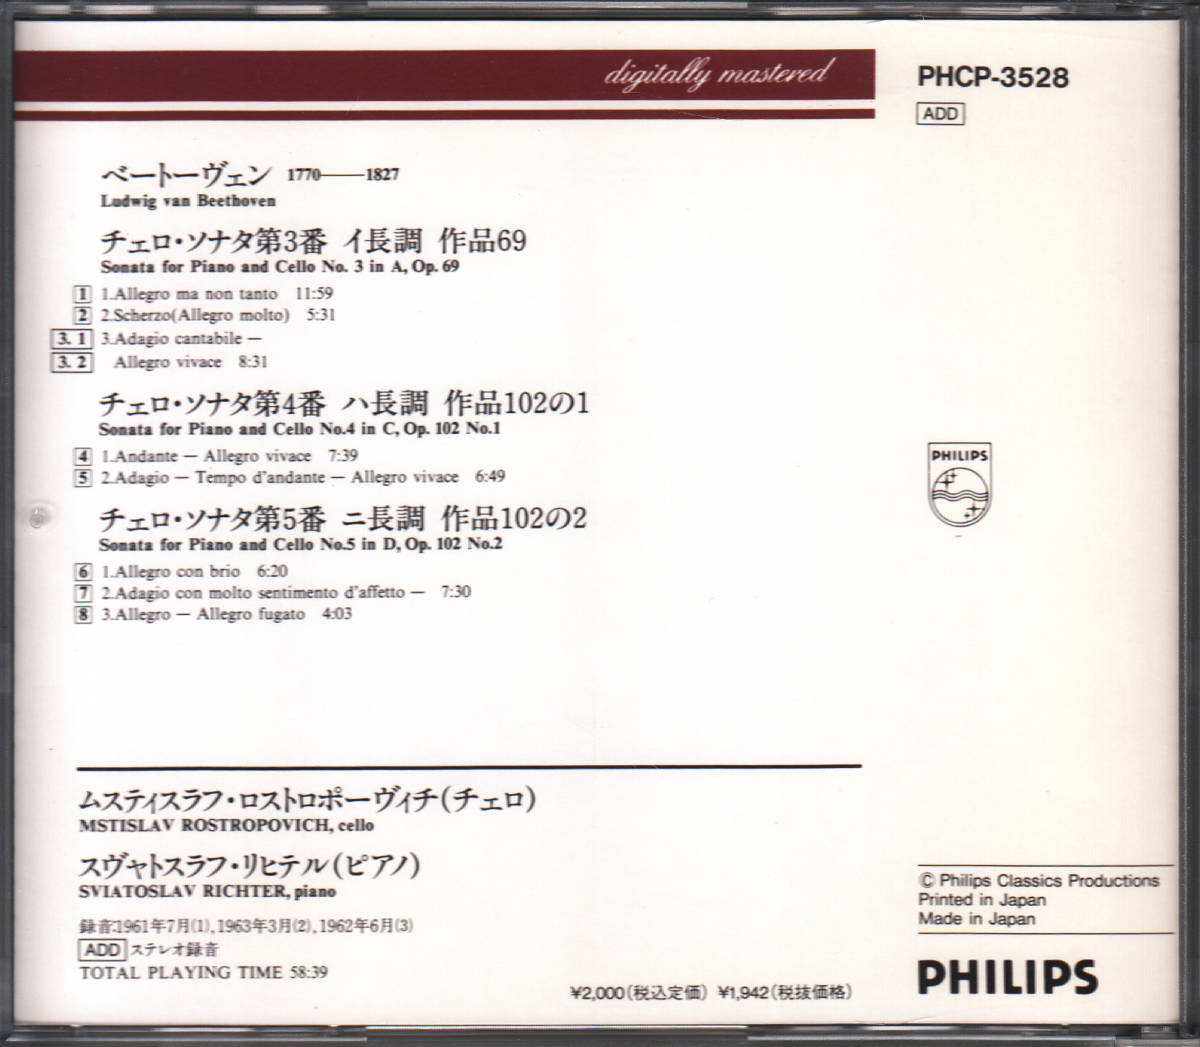 digitally mastered
PHCP-3528
ADD
ベートーヴェン 1770──1827
Ludwig van Beethoven
チェロ・ソナタ第3番 イ長調 作品69
Sonata for Piano and Cello No. 3 in A, Op. 69
1 1.Allegro ma non tanto 11:59
2 2.Scherzo(Allegro molto) 5:31
3. 1 3.Adagio cantabile —
3. 2 Allegro vivace 8:31
チェロ・ソナタ第4番 ハ長調 作品102の1
Sonata for Piano and Cello No.4 in C, Op. 102 No.1
4 1.Andante — Allegro vivace 7:39
5 2.Adagio — Tempo d'andante — Allegro vivace 6:49
チェロ・ソナタ第5番 ニ長調 作品102の2
Sonata for Piano and Cello No.5 in D, Op. 102 No.2
6 1.Allegro con brio 6:20
7 2.Adagio con molto sentimento d'affetto — 7:30
8 3.Allegro — Allegro fugato 4:03
PHILIPS
ムスティスラフ・ロストロポーヴィチ(チェロ)
MSTISLAV ROSTROPOVICH, cello
スヴャトスラフ・リヒテル(ピアノ)
SVIATOSLAV RICHTER, piano
録音:1961年7月(1), 1963年3月(2), 1962年6月(3)
ADD ステレオ録音
TOTAL PLAYING TIME 58:39
¥2,000(税込定価) ¥1,942(税抜価格)
© Philips Classics Productions
Printed in Japan
Made in Japan
PHILIPS